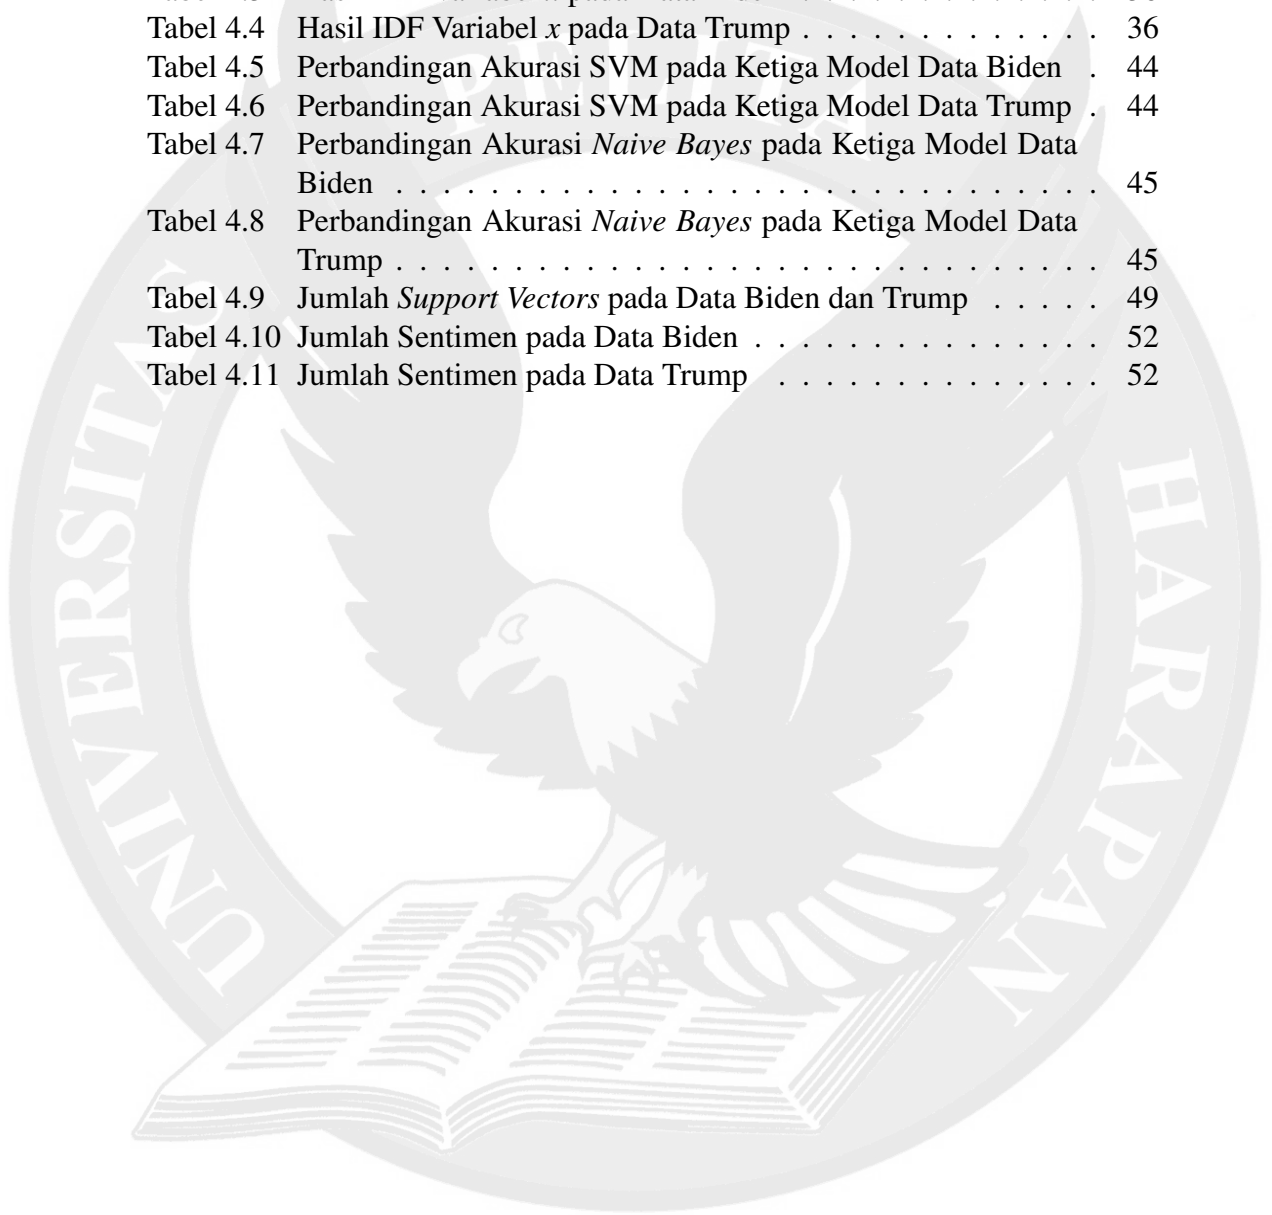 Tabel 4.4 Hasil IDF Variabel x pada Data Trump . . . . . . . . . . . . . 36
Tabel 4.5 Perbandingan Akurasi SVM pada Ketiga Model Data Biden . 44
Tabel 4.6 Perbandingan Akurasi SVM pada Ketiga Model Data Trump . 44
Tabel 4.7 Perbandingan Akurasi Naive Bayes pada Ketiga Model Data
Biden . . . . . . . . . . . . . . . . . . . . . . . . . . . . . . 45
Tabel 4.8 Perbandingan Akurasi Naive Bayes pada Ketiga Model Data
Trump . . . . . . . . . . . . . . . . . . . . . . . . . . . . . . 45
Tabel 4.9 Jumlah Support Vectors pada Data Biden dan Trump . . . . . 49
Tabel 4.10 Jumlah Sentimen pada Data Biden . . . . . . . . . . . . . . . 52
Tabel 4.11 Jumlah Sentimen pada Data Trump . . . . . . . . . . . . . . 52
UNIVERSITAS
PELITA
HARAPAN